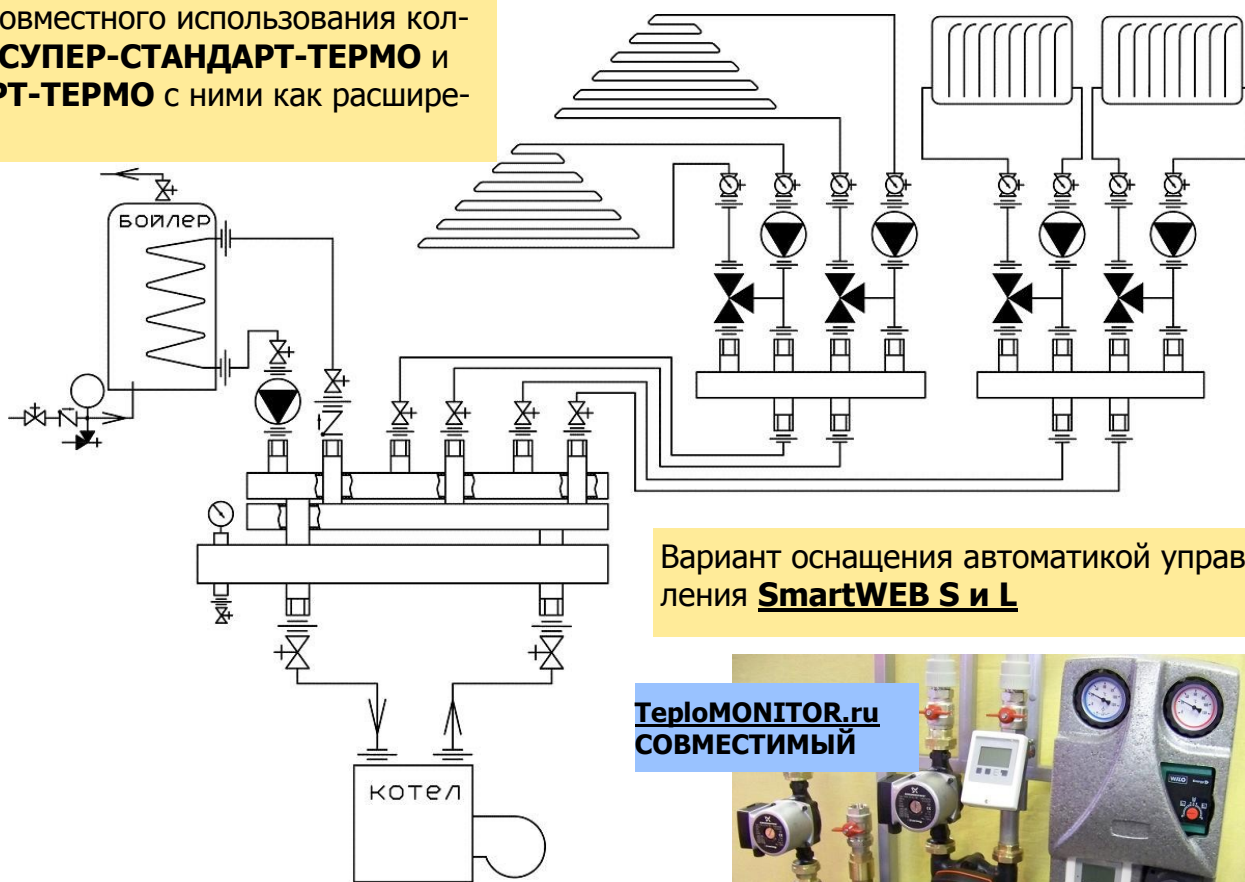 овместного использования кол-
СУПЕР-СТАНДАРТ-ТЕРМО и
РТ-ТЕРМО с ними как расшире-
БОЙЛЕР
Вариант оснащения автоматикой управ
ления SmartWEB S и L
TeploMONITOR.ru
СОВМЕСТИМЫЙ
WILO
КОТЕЛ